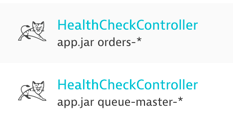 HealthCheckController
app.jar orders-*
HealthCheckController
app.jar queue-master-*